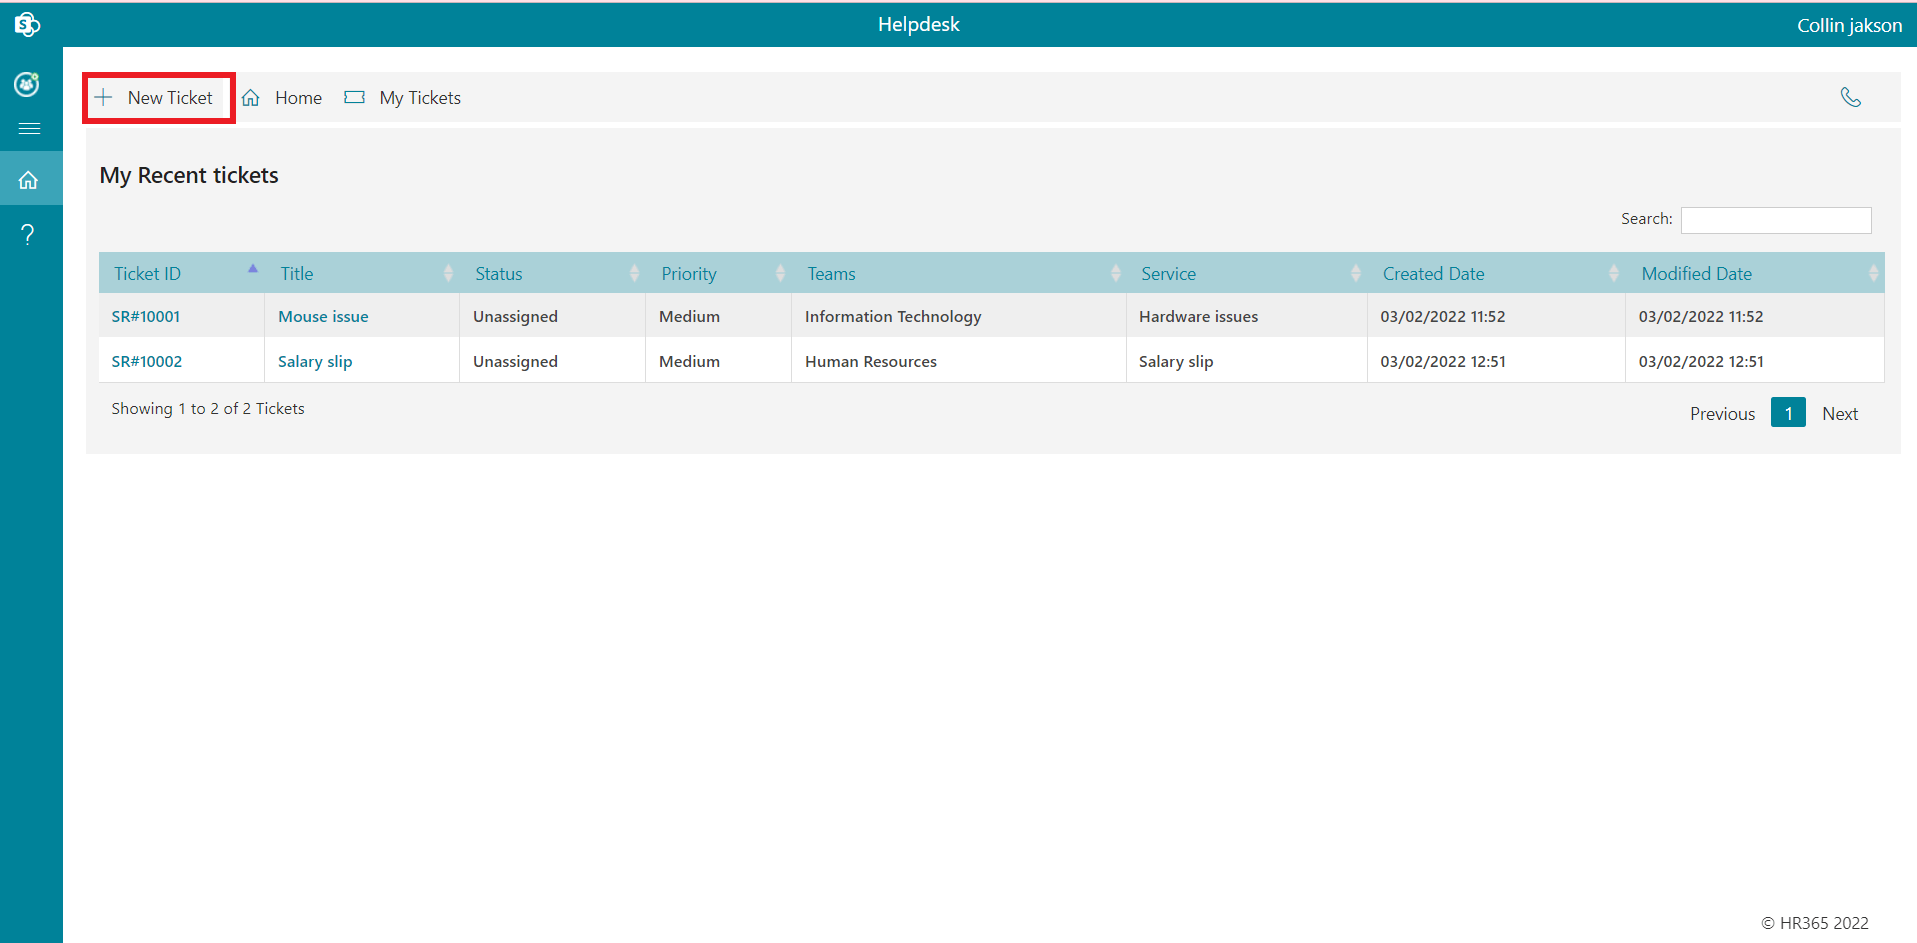 Helpdesk
Collin jakson
New Ticket Home My Tickets
My Recent tickets
Search:
Ticket ID Title Status Priority Teams Service Created Date Modified Date
SR#10001 Mouse issue Unassigned Medium Information Technology Hardware issues 03/02/2022 11:52 03/02/2022 11:52
SR#10002 Salary slip Unassigned Medium Human Resources Salary slip 03/02/2022 12:51 03/02/2022 12:51
Showing 1 to 2 of 2 Tickets
Previous 1 Next
© HR365 2022